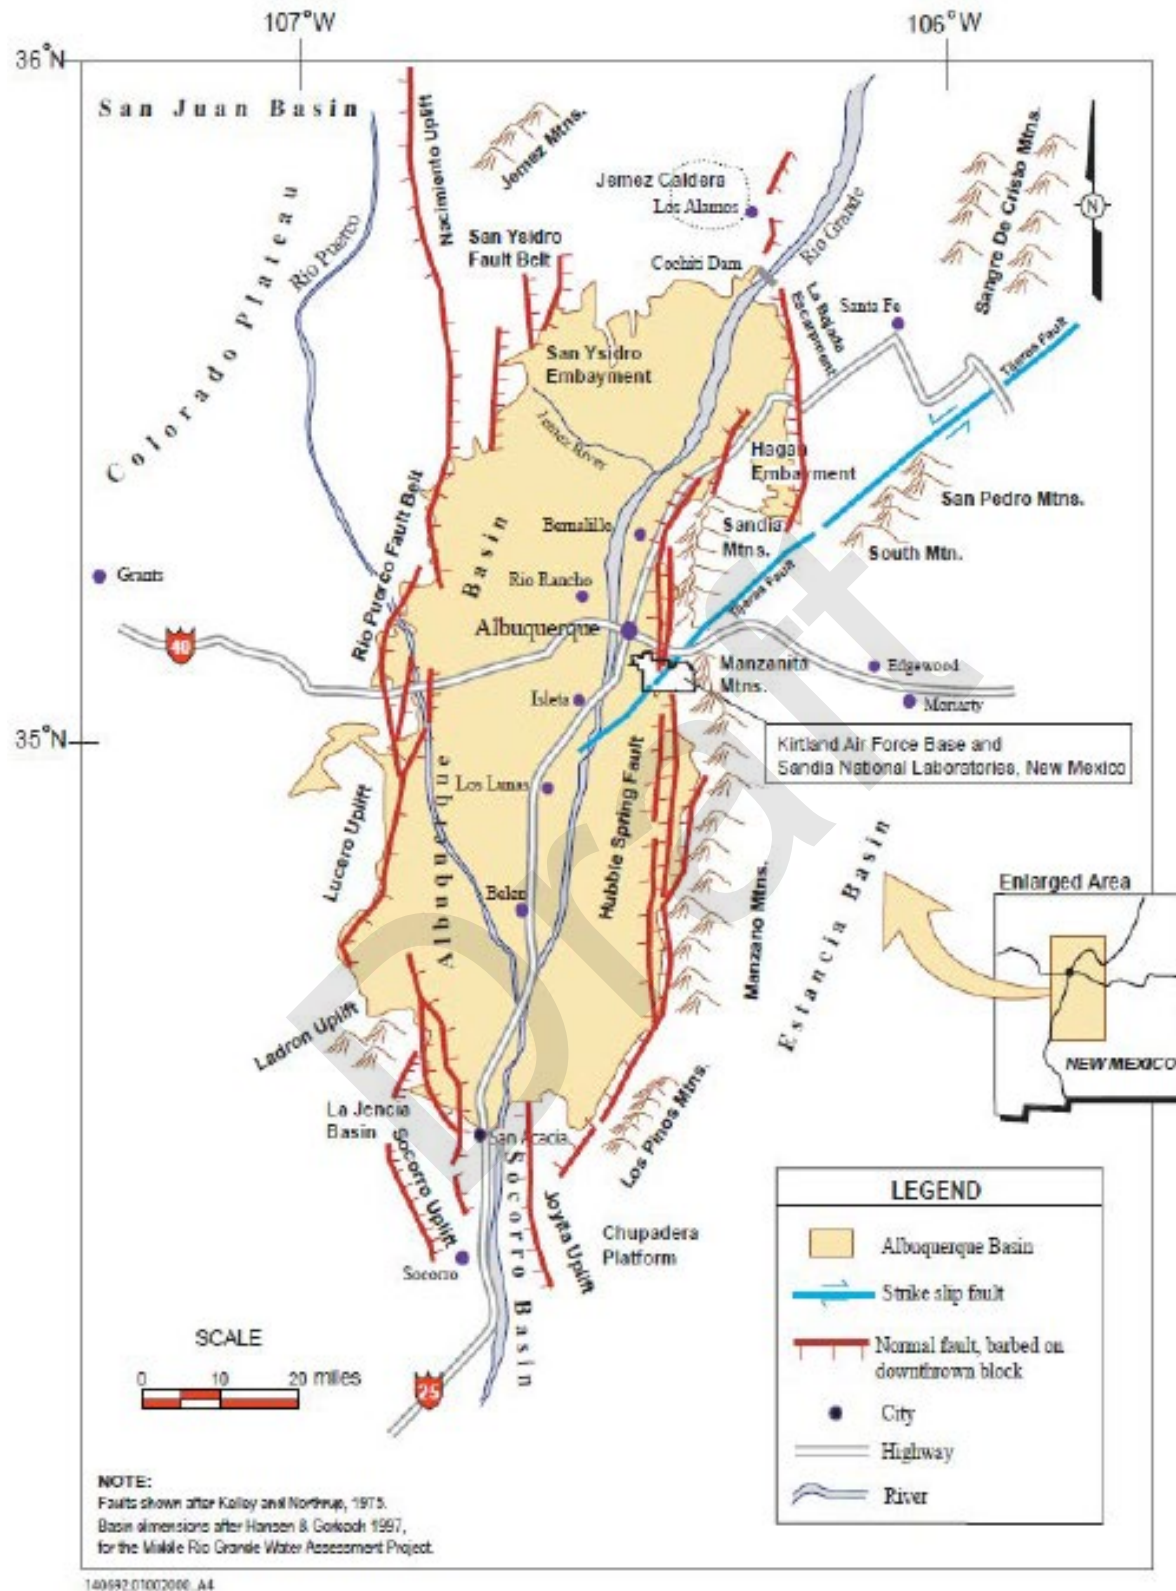 107°W
106°W
36°N
San Juan Basin
Nacimiento Uplift
Jemez Mtns.
Jemez Caldera
Los Alamos
Rio Grande
Sangre De Cristo Mtns.
N
Colorado Plateau
Rio Puerco
San Ysidro
Fault Belt
Cochiti Dam
La Bajada
Escarpment
Santa Fe
Tijeras Fault
San Ysidro
Embayment
Jemez River
Hagan
Embayment
San Pedro Mtns.
Rio Puerco Fault Belt
Basin
Bernalillo
Sandia
Mtns.
South Mtn.
Grants
Rio Rancho
Tijeras Fault
Albuquerque
40
Manzanita
Mtns.
Edgewood
Isleta
Moriarty
35°N
Kirtland Air Force Base and
Sandia National Laboratories, New Mexico
Los Lunas
Lucero Uplift
Albuquerque
Hubble Spring Fault
Belen
Manzano Mtns.
Estancia Basin
Enlarged Area
NEW MEXICO
Ladron Uplift
La Jencia
Basin
San Acacia
Los Pinos Mtns.
Socorro Uplift
Socorro Basin
Joyita Uplift
Chupadera
Platform
Socorro
Draft
LEGEND
Albuquerque Basin
Strike slip fault
Normal fault, barbed on
downthrown block
City
Highway
River
SCALE
0 10 20 miles
25
NOTE:
Faults shown after Kelley and Northrup, 1975.
Basin dimensions after Hansen & Gorbach 1997,
for the Middle Rio Grande Water Assessment Project.
140692.01002000_A4